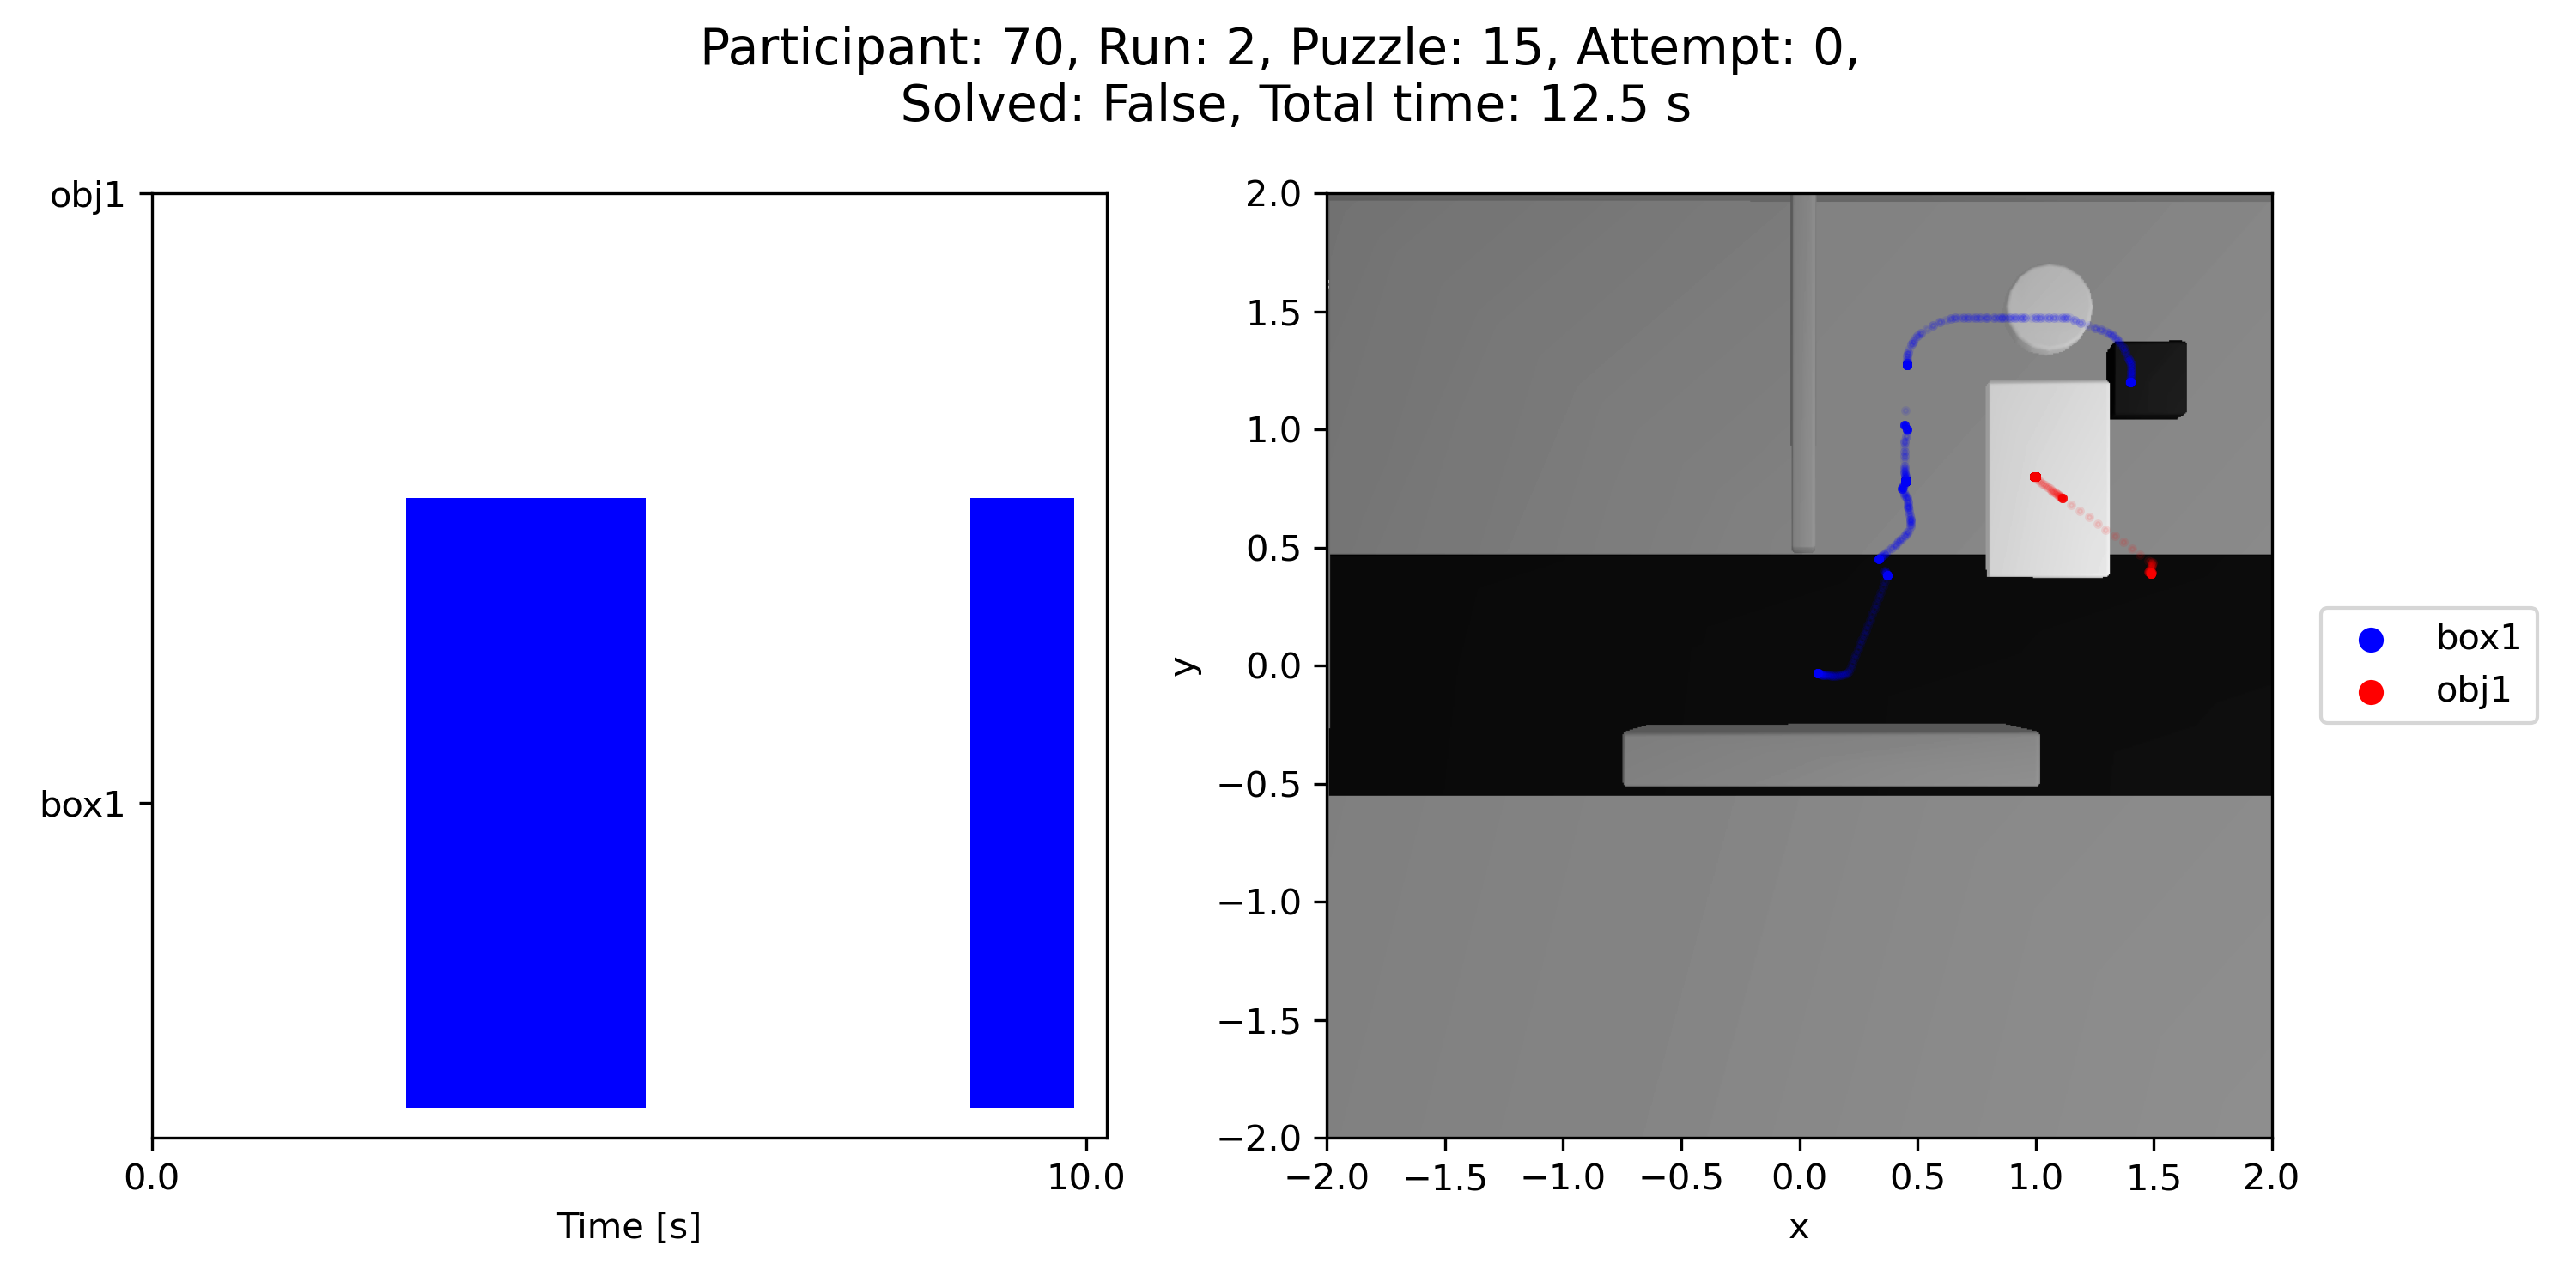 Participant: 70, Run: 2, Puzzle: 15, Attempt: 0,
Solved: False, Total time: 12.5 s
obj1
box1
0.0
10.0
Time [s]
2.0
1.5
1.0
0.5
0.0
−0.5
−1.0
−1.5
−2.0
y
−2.0
−1.5
−1.0
−0.5
0.0
0.5
1.0
1.5
2.0
x
box1
obj1